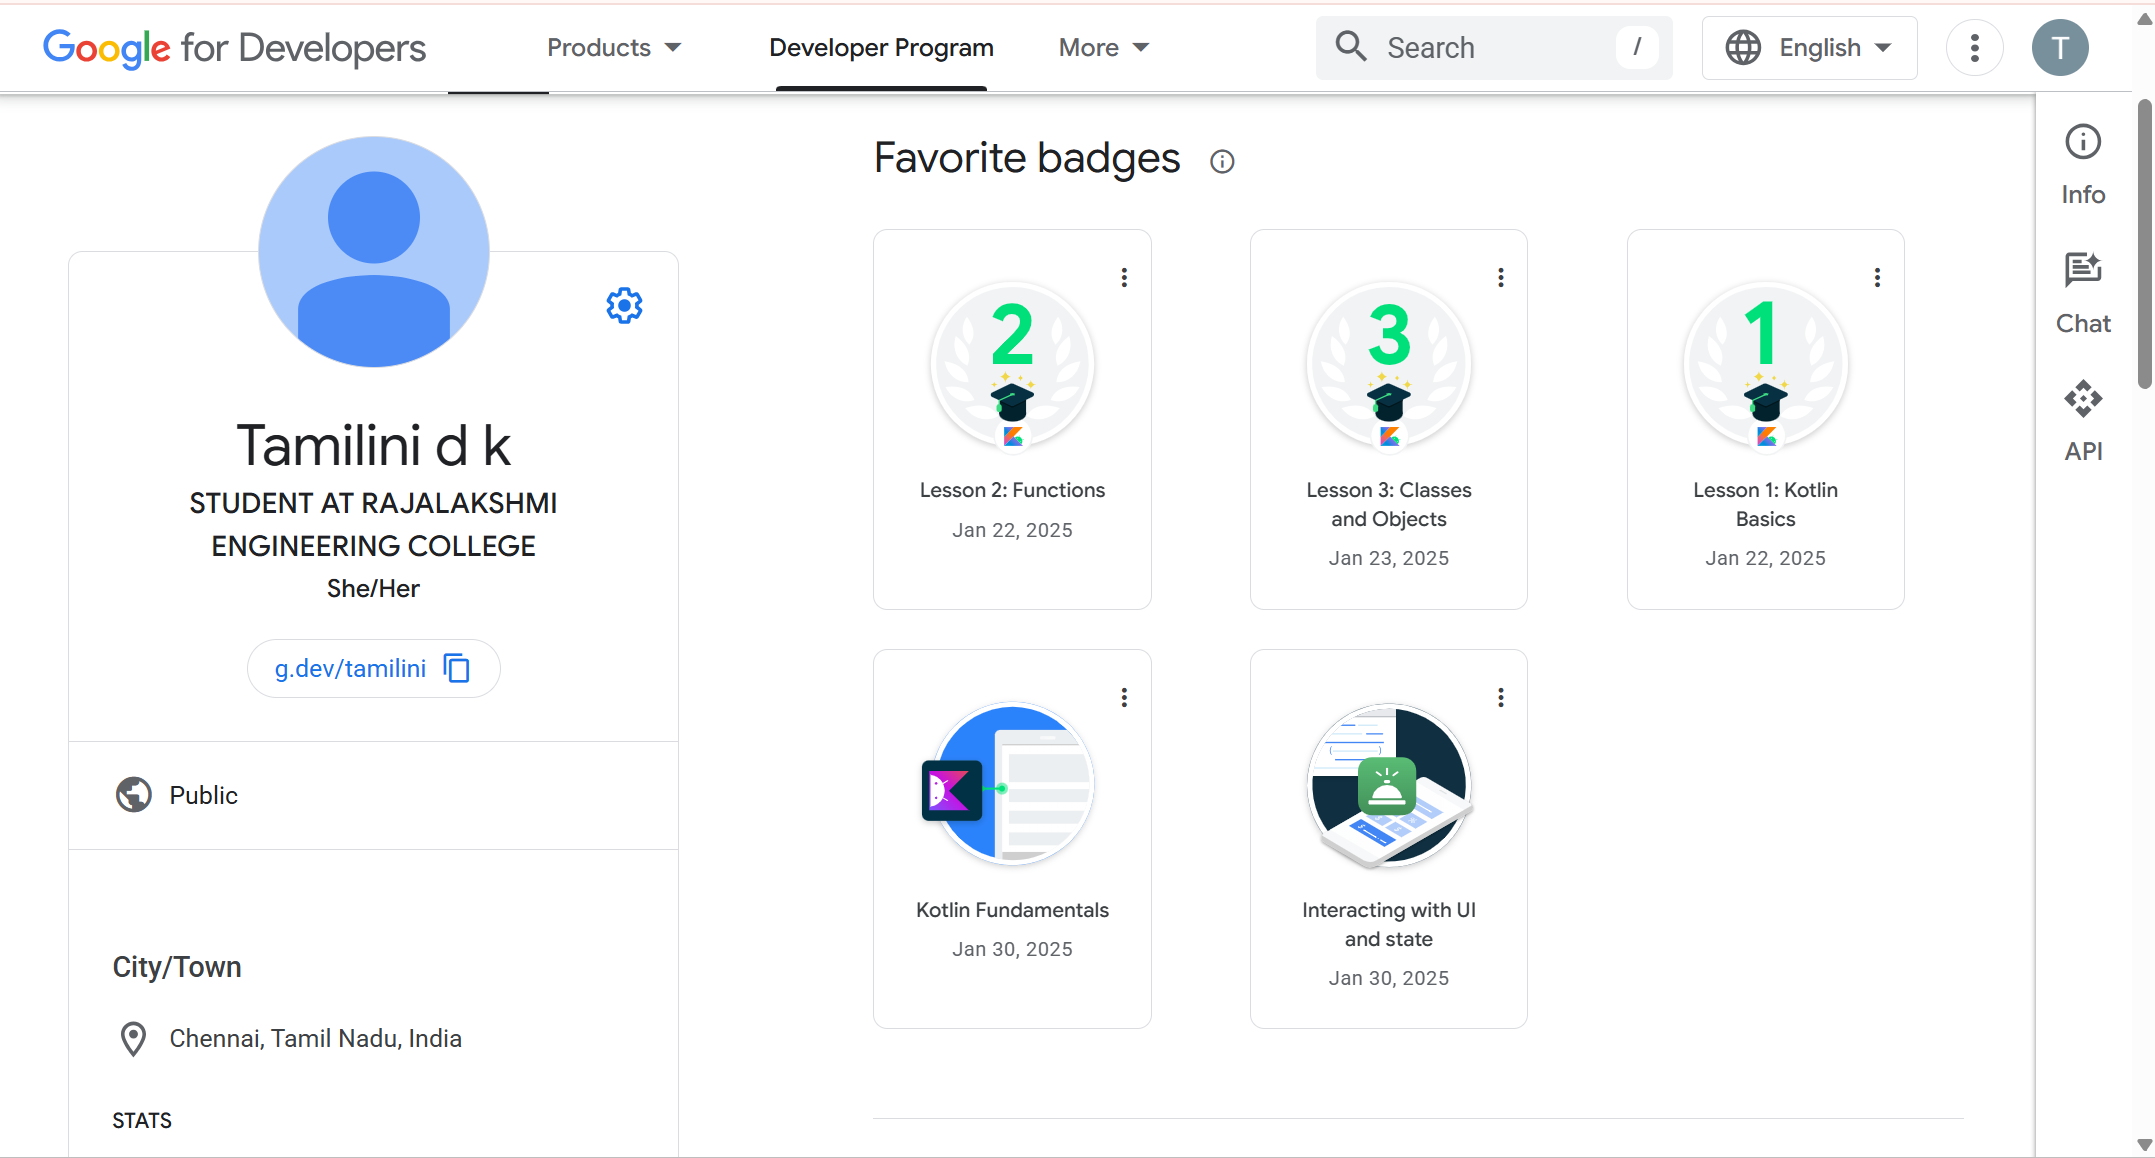 Google for Developers
Products
Developer Program
More
Search
/
English
T
Tamilini d k
STUDENT AT RAJALAKSHMI
ENGINEERING COLLEGE
She/Her
g.dev/tamilini
Public
City/Town
Chennai, Tamil Nadu, India
STATS
Favorite badges
2
Lesson 2: Functions
Jan 22, 2025
3
Lesson 3: Classes
and Objects
Jan 23, 2025
1
Lesson 1: Kotlin
Basics
Jan 22, 2025
Kotlin Fundamentals
Jan 30, 2025
Interacting with UI
and state
Jan 30, 2025
Info
Chat
API